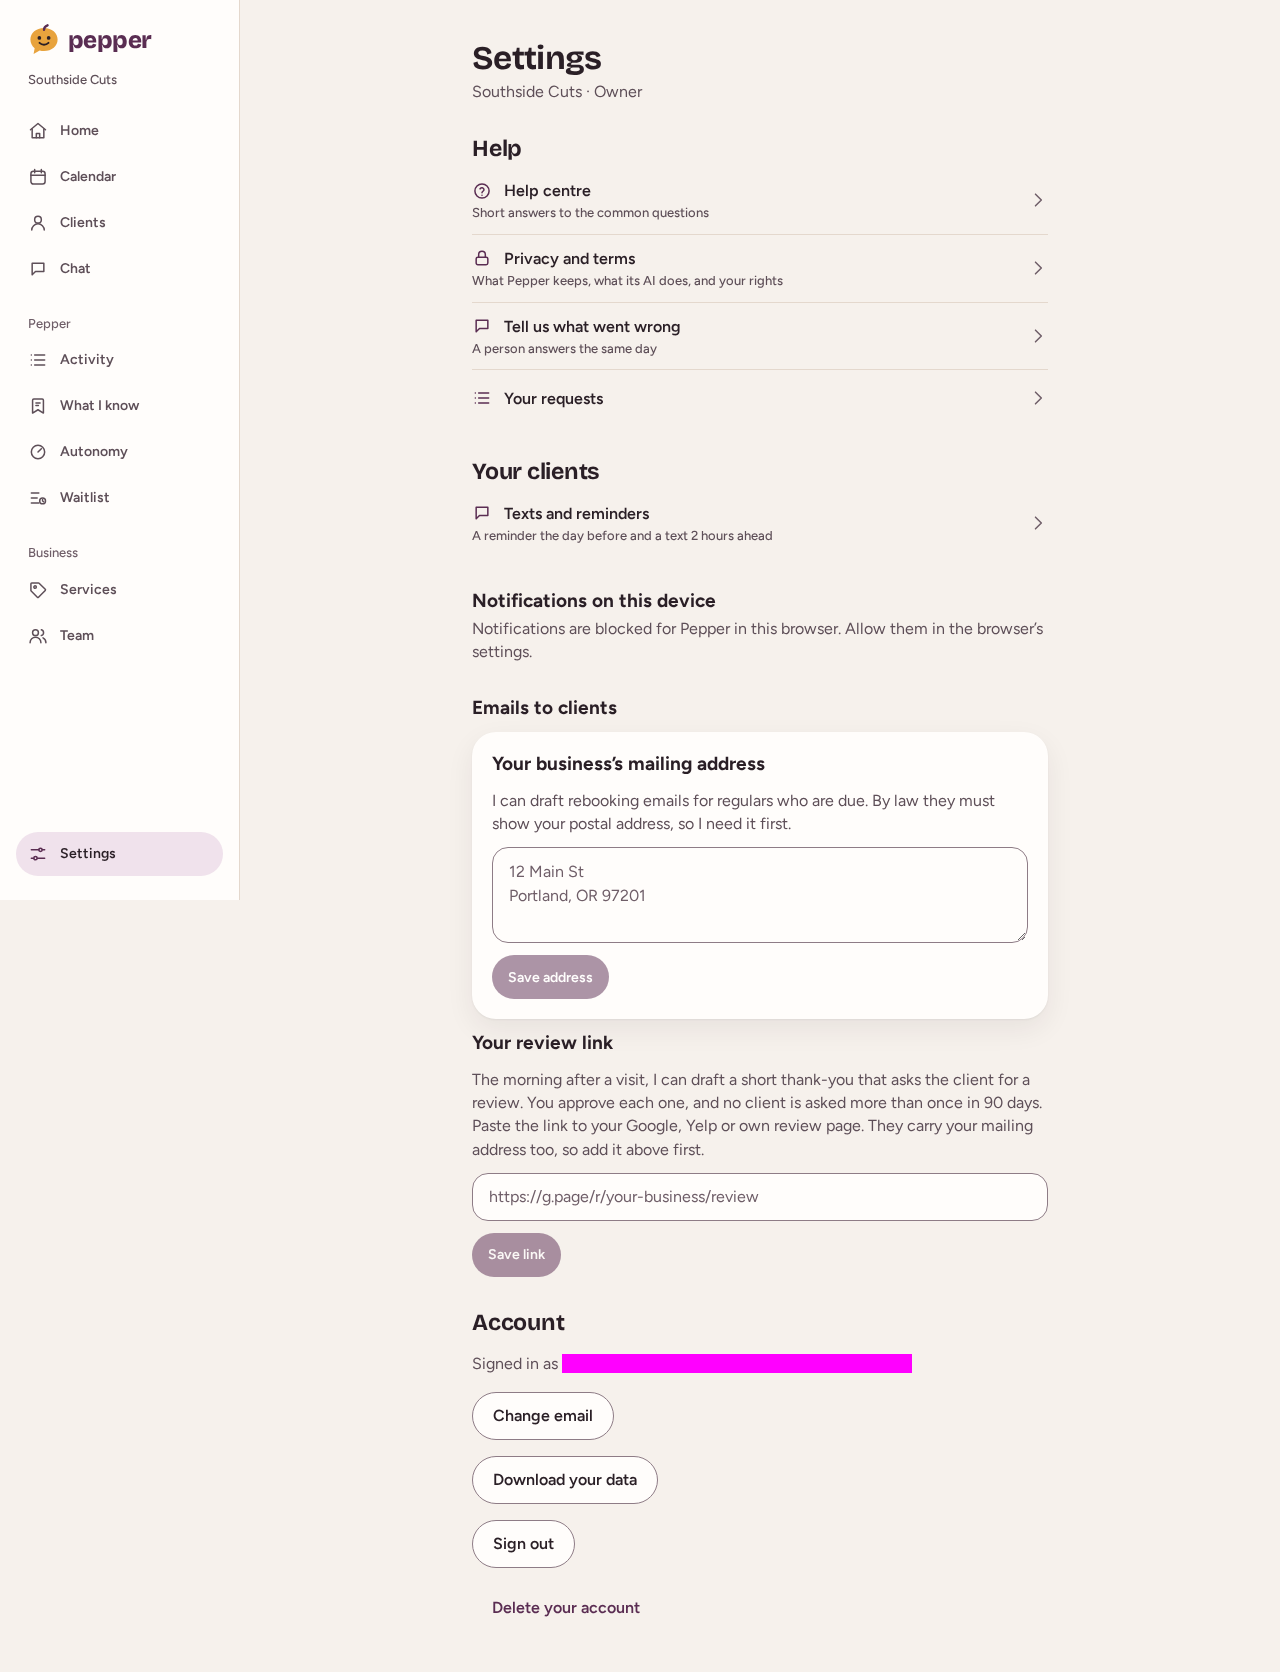 pepper
Southside Cuts
Home
Calendar
Clients
Chat
Pepper
Activity
What I know
Autonomy
Waitlist
Business
Services
Team
Settings
Settings
Southside Cuts · Owner
Help
Help centre
Short answers to the common questions
Privacy and terms
What Pepper keeps, what its AI does, and your rights
Tell us what went wrong
A person answers the same day
Your requests
Your clients
Texts and reminders
A reminder the day before and a text 2 hours ahead
Notifications on this device
Notifications are blocked for Pepper in this browser. Allow them in the browser’s
settings.
Emails to clients
Your business’s mailing address
I can draft rebooking emails for regulars who are due. By law they must
show your postal address, so I need it first.
12 Main St
Portland, OR 97201
Save address
Your review link
The morning after a visit, I can draft a short thank-you that asks the client for a
review. You approve each one, and no client is asked more than once in 90 days.
Paste the link to your Google, Yelp or own review page. They carry your mailing
address too, so add it above first.
https://g.page/r/your-business/review
Save link
Account
Signed in as
Change email
Download your data
Sign out
Delete your account